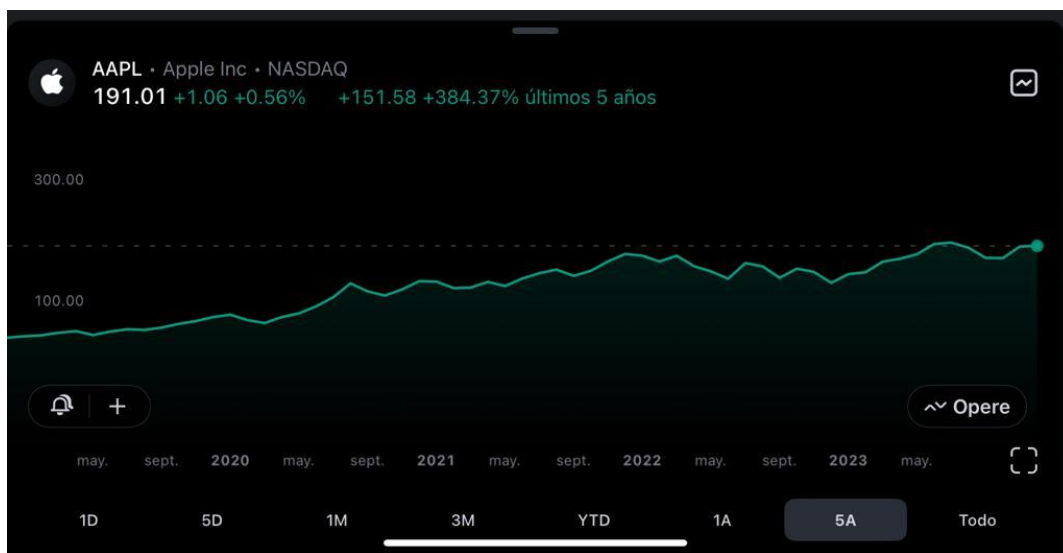 AAPL • Apple Inc • NASDAQ
191.01 +1.06 +0.56% +151.58 +384.37% últimos 5 años
300.00
100.00
Opere
may. sept. 2020 may. sept. 2021 may. sept. 2022 may. sept. 2023 may.
1D 5D 1M 3M YTD 1A 5A Todo